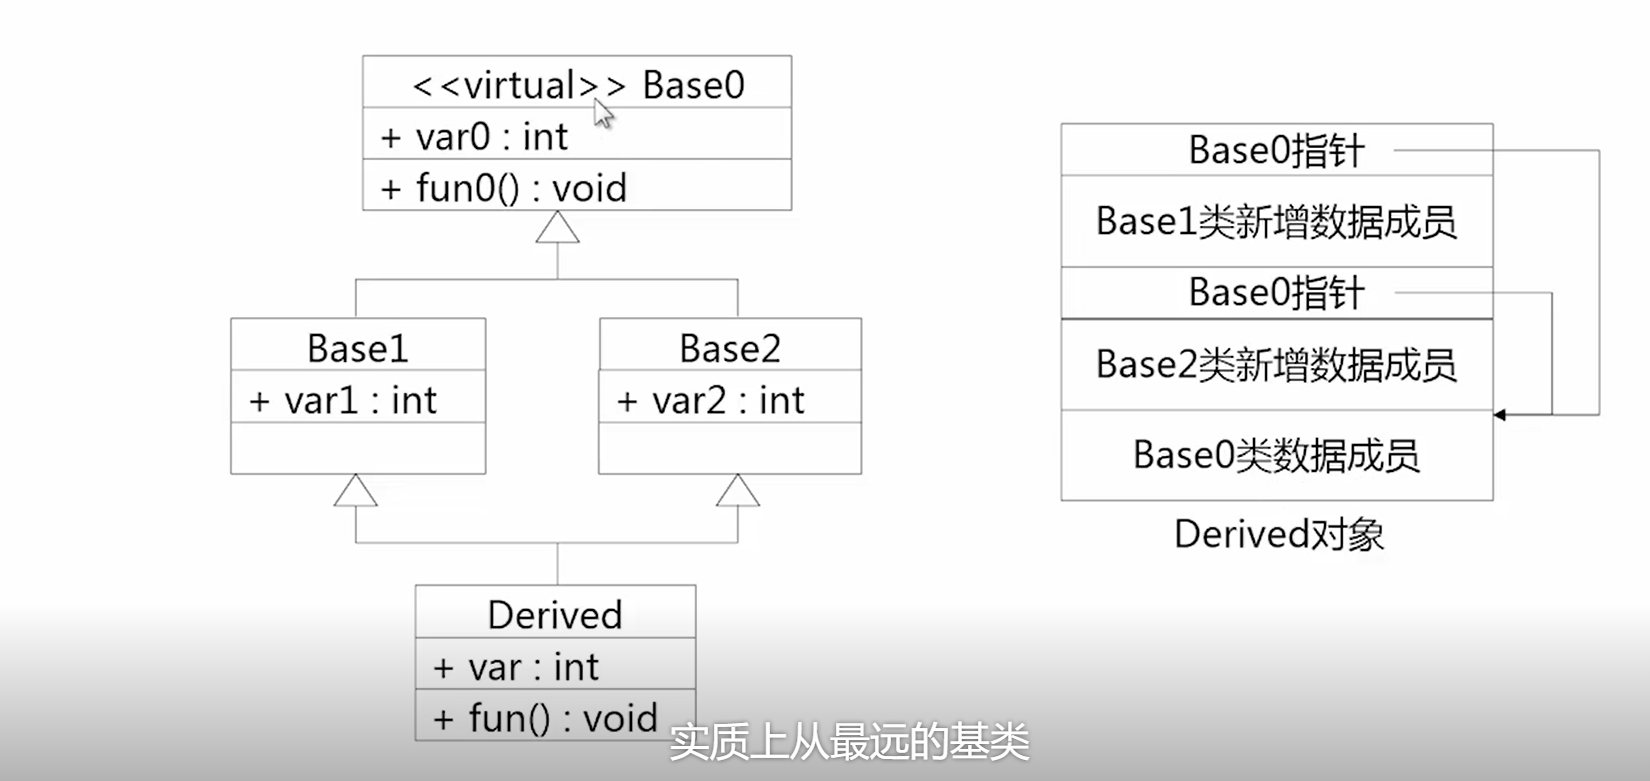 <<virtual>> Base0
+ var0 : int
+ fun0() : void
Base1
+ var1 : int
Base2
+ var2 : int
Derived
+ var : int
+ fun() : void
Base0指针
Base1类新增数据成员
Base0指针
Base2类新增数据成员
Base0类数据成员
Derived对象
实质上从最远的基类